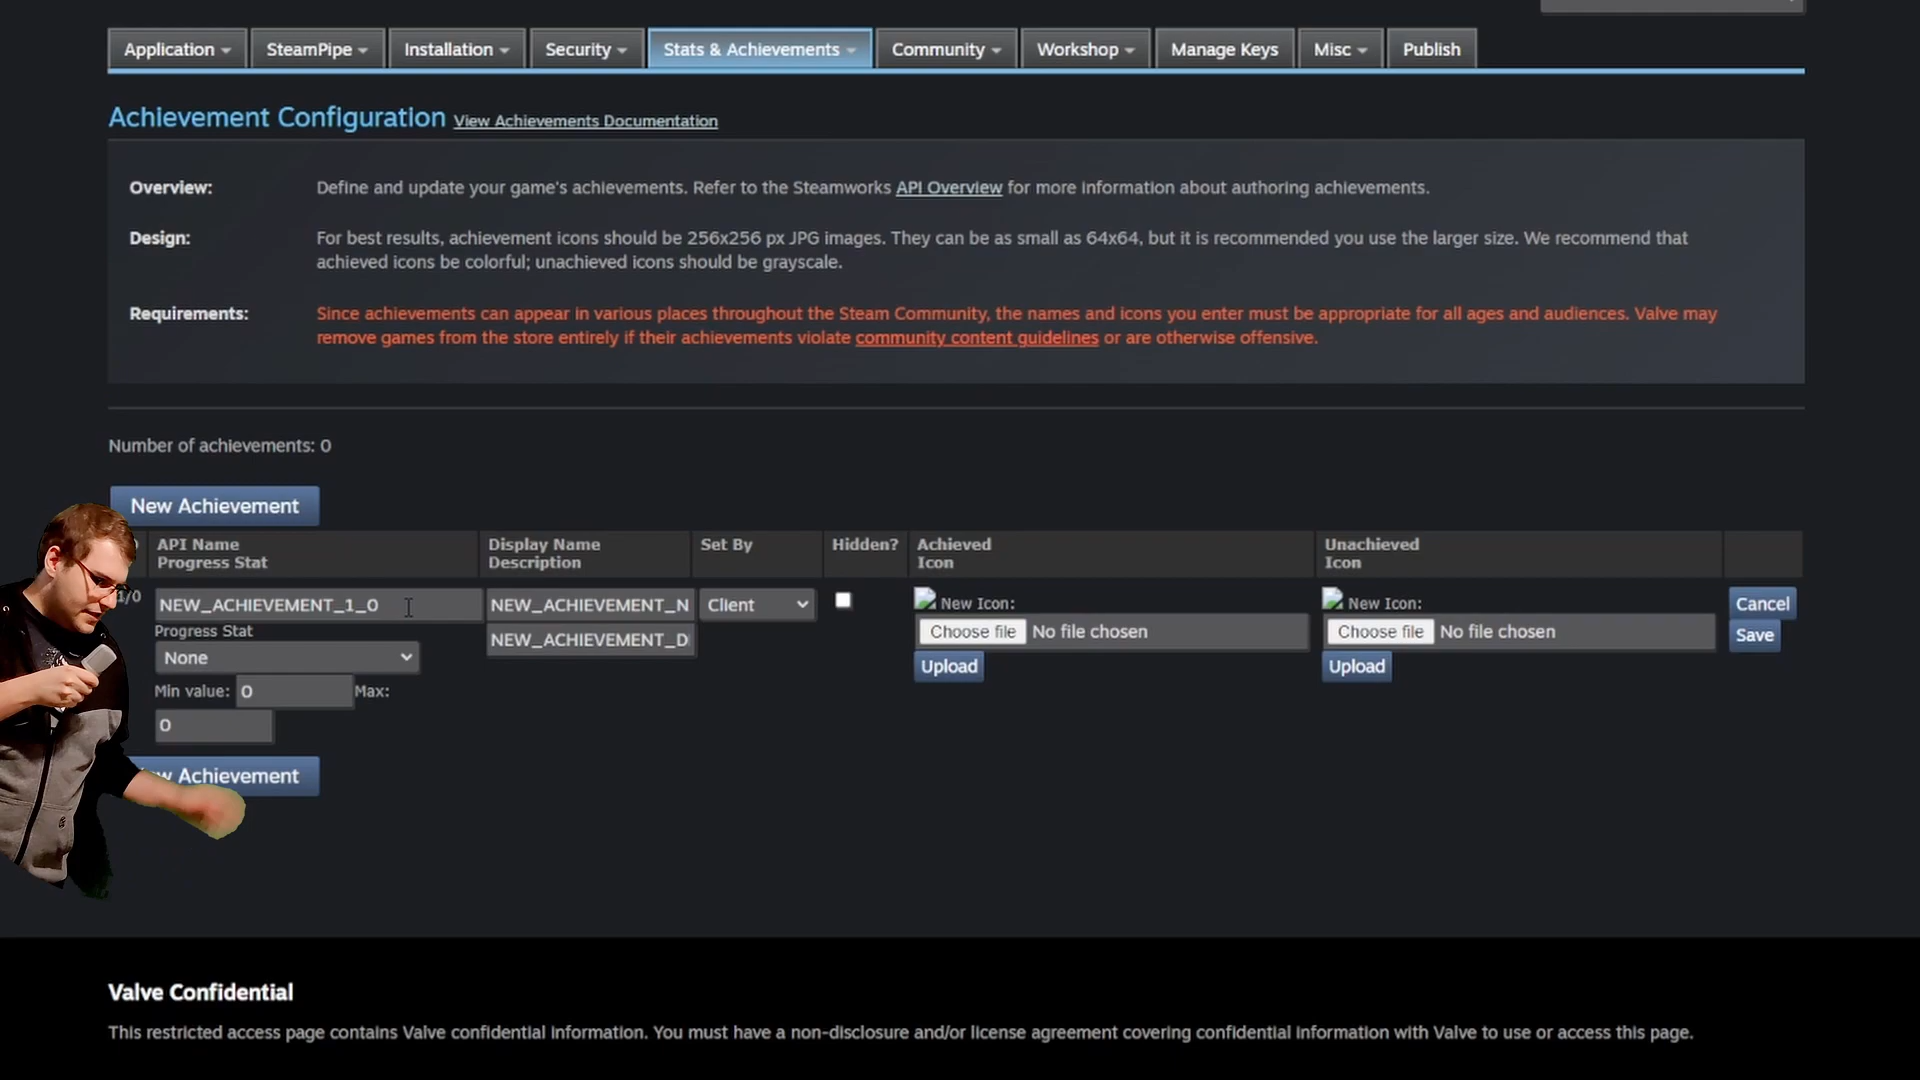 Application SteamPipe Installation Security Stats & Achievements Community Workshop Manage Keys Misc Publish
Achievement Configuration View Achievements Documentation
Overview: Define and update your game's achievements. Refer to the Steamworks API Overview for more information about authoring achievements.
Design: For best results, achievement icons should be 256x256 px JPG images. They can be as small as 64x64, but it is recommended you use the larger size. We recommend that
achieved icons be colorful; unachieved icons should be grayscale.
Requirements: Since achievements can appear in various places throughout the Steam Community, the names and icons you enter must be appropriate for all ages and audiences. Valve may
remove games from the store entirely if their achievements violate community content guidelines or are otherwise offensive.
Number of achievements: 0
New Achievement
API Name Display Name Set By Hidden? Achieved Unachieved
Progress Stat Description Icon Icon
1/0 NEW_ACHIEVEMENT_1_0 NEW_ACHIEVEMENT_N Client New Icon: New Icon: Cancel
Progress Stat NEW_ACHIEVEMENT_D Choose file No file chosen Choose file No file chosen Save
None Upload Upload
Min value: 0 Max:
0
Achievement
Valve Confidential
This restricted access page contains Valve confidential information. You must have a non-disclosure and/or license agreement covering confidential information with Valve to use or access this page.